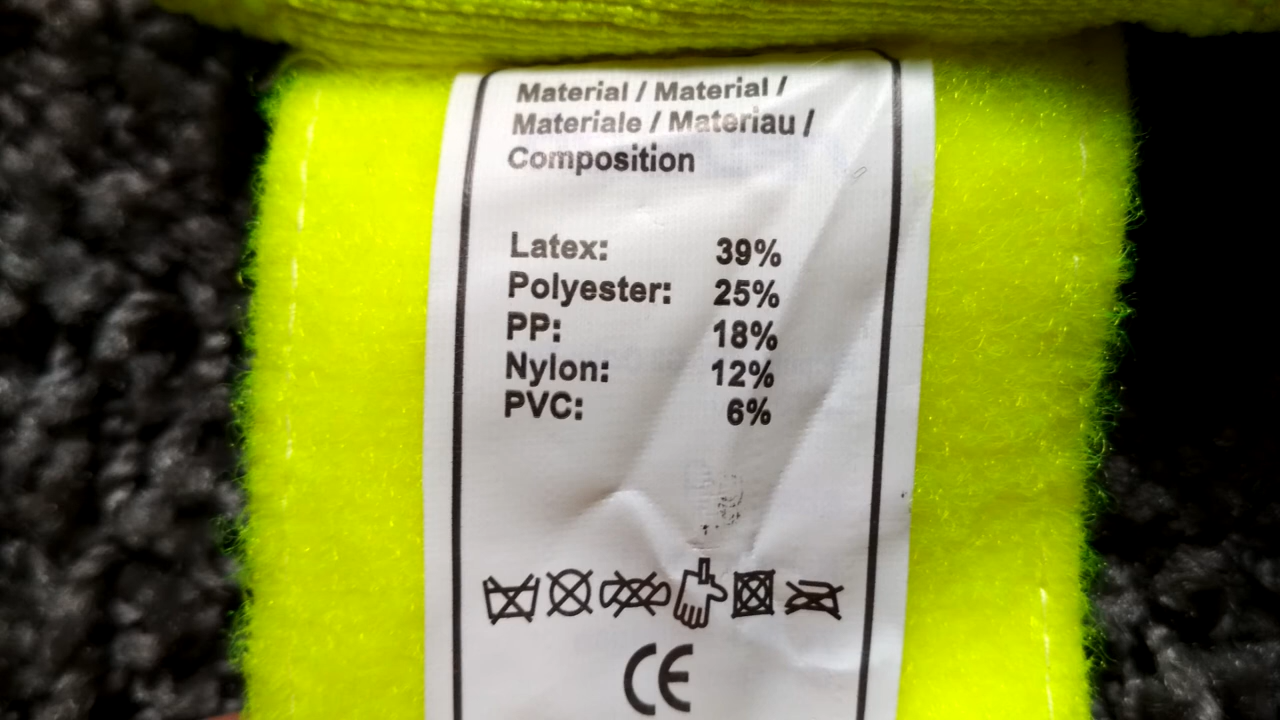 Material / Material /
Materiale / Materiau /
Composition
Latex: 39%
Polyester: 25%
PP: 18%
Nylon: 12%
PVC: 6%
CE